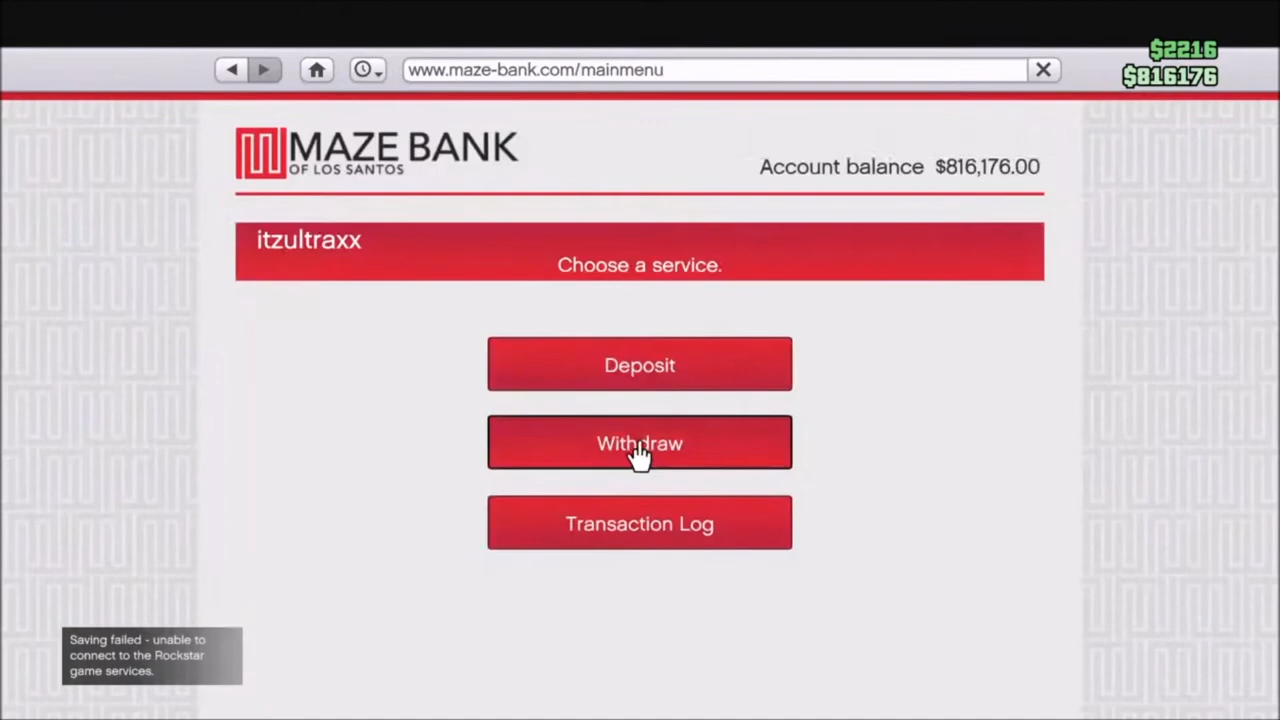 $2216
www.maze-bank.com/mainmenu
$816176
MAZE BANK
OF LOS SANTOS
Account balance $816,176.00
itzultraxx
Choose a service.
Deposit
Withdraw
Transaction Log
Saving failed - unable to
connect to the Rockstar
game services.